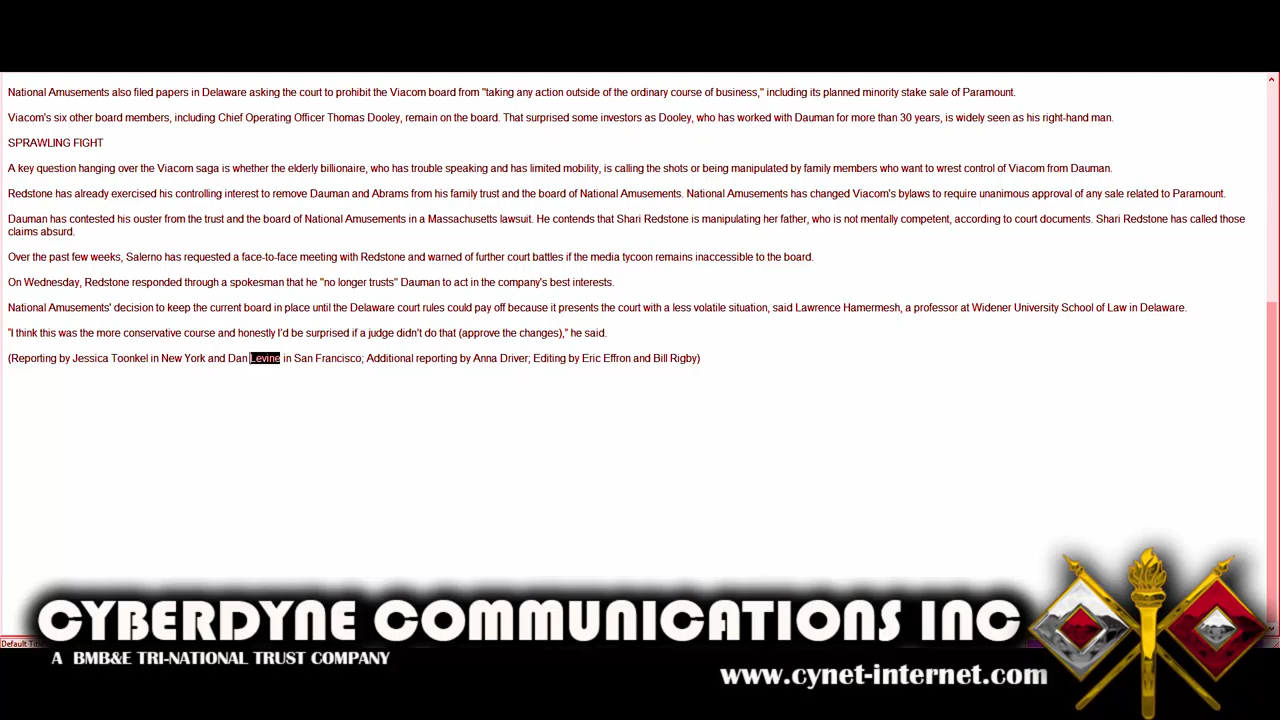 National Amusements also filed papers in Delaware asking the court to prohibit the Viacom board from "taking any action outside of the ordinary course of business," including its planned minority stake sale of Paramount.
Viacom's six other board members, including Chief Operating Officer Thomas Dooley, remain on the board. That surprised some investors as Dooley, who has worked with Dauman for more than 30 years, is widely seen as his right-hand man.
SPRAWLING FIGHT
A key question hanging over the Viacom saga is whether the elderly billionaire, who has trouble speaking and has limited mobility, is calling the shots or being manipulated by family members who want to wrest control of Viacom from Dauman.
Redstone has already exercised his controlling interest to remove Dauman and Abrams from his family trust and the board of National Amusements. National Amusements has changed Viacom's bylaws to require unanimous approval of any sale related to Paramount.
Dauman has contested his ouster from the trust and the board of National Amusements in a Massachusetts lawsuit. He contends that Shari Redstone is manipulating her father, who is not mentally competent, according to court documents. Shari Redstone has called those
claims absurd.
Over the past few weeks, Salerno has requested a face-to-face meeting with Redstone and warned of further court battles if the media tycoon remains inaccessible to the board.
On Wednesday, Redstone responded through a spokesman that he "no longer trusts" Dauman to act in the company's best interests.
National Amusements' decision to keep the current board in place until the Delaware court rules could pay off because it presents the court with a less volatile situation, said Lawrence Hamermesh, a professor at Widener University School of Law in Delaware.
"I think this was the more conservative course and honestly I'd be surprised if a judge didn't do that (approve the changes)," he said.
(Reporting by Jessica Toonkel in New York and Dan Levine in San Francisco; Additional reporting by Anna Driver; Editing by Eric Effron and Bill Rigby)
CYBERDYNE COMMUNICATIONS INC
Default
A BMB&E TRI-NATIONAL TRUST COMPANY
www.cynet-internet.com